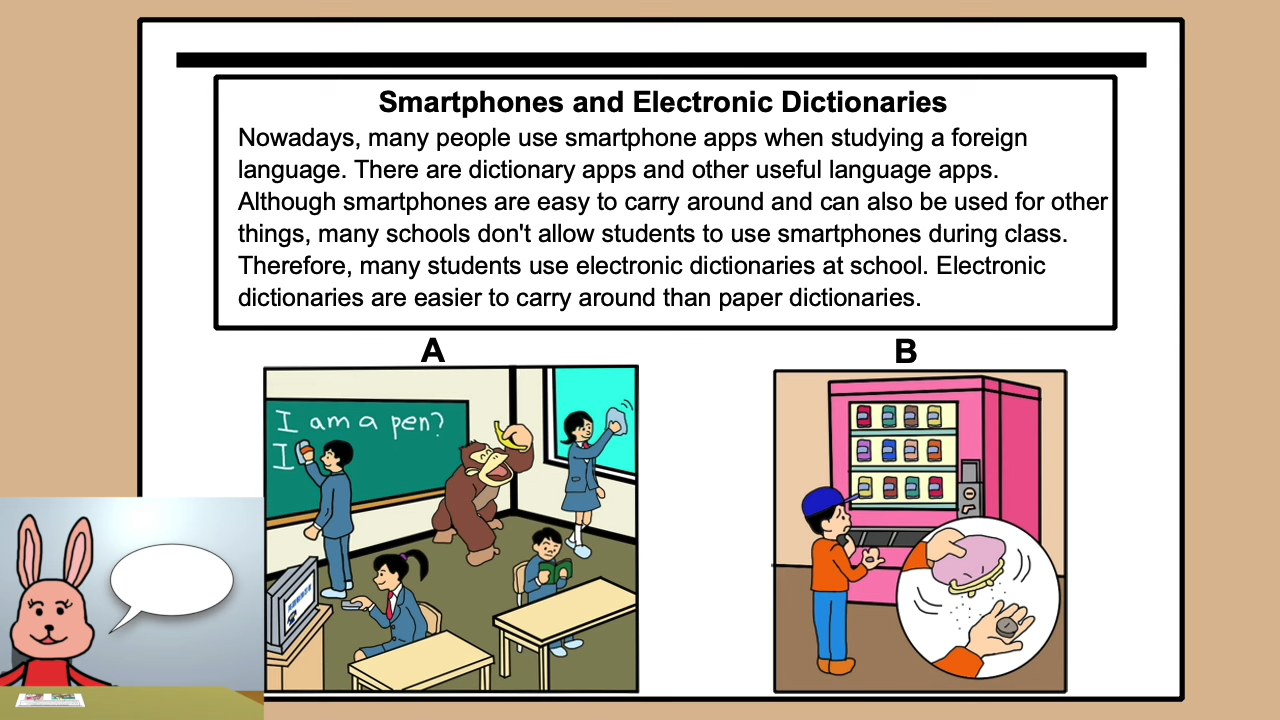 Smartphones and Electronic Dictionaries
Nowadays, many people use smartphone apps when studying a foreign
language. There are dictionary apps and other useful language apps.
Although smartphones are easy to carry around and can also be used for other
things, many schools don't allow students to use smartphones during class.
Therefore, many students use electronic dictionaries at school. Electronic
dictionaries are easier to carry around than paper dictionaries.
A
B
I am a pen?
I